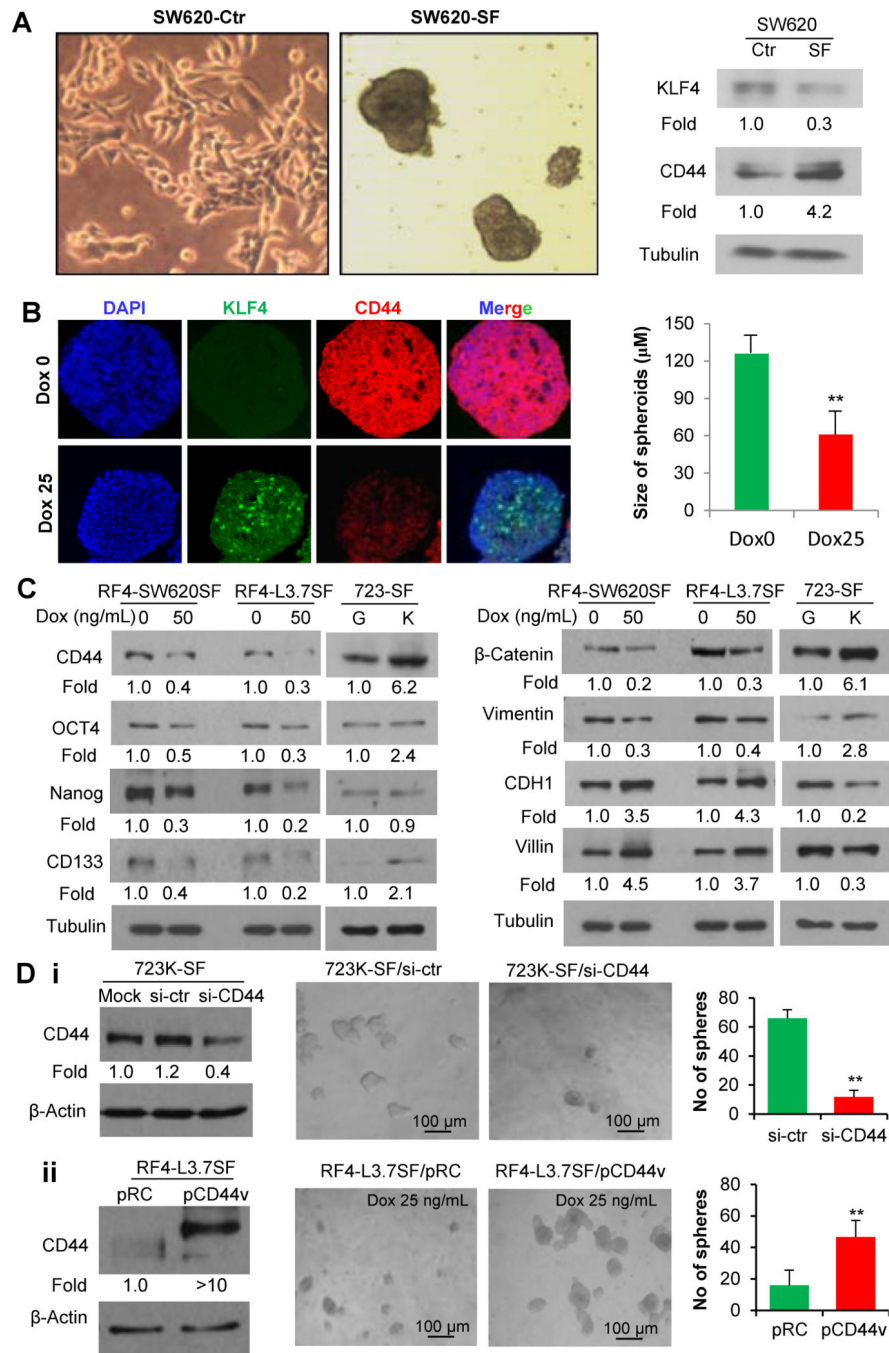 A
SW620-Ctr
SW620-SF
SW620
Ctr SF
KLF4
Fold 1.0 0.3
CD44
Fold 1.0 4.2
Tubulin
B
DAPI KLF4 CD44 Merge
Dox 0
Dox 25
Size of spheroids (μM)
150
120
90
60
30
0
**
Dox0 Dox25
C
RF4-SW620SF RF4-L3.7SF 723-SF
Dox (ng/mL) 0 50 0 50 G K
CD44
Fold 1.0 0.4 1.0 0.3 1.0 6.2
OCT4
Fold 1.0 0.5 1.0 0.3 1.0 2.4
Nanog
Fold 1.0 0.3 1.0 0.2 1.0 0.9
CD133
Fold 1.0 0.4 1.0 0.2 1.0 2.1
Tubulin
RF4-SW620SF RF4-L3.7SF 723-SF
Dox (ng/mL) 0 50 0 50 G K
β-Catenin
Fold 1.0 0.2 1.0 0.3 1.0 6.1
Vimentin
Fold 1.0 0.3 1.0 0.4 1.0 2.8
CDH1
Fold 1.0 3.5 1.0 4.3 1.0 0.2
Villin
Fold 1.0 4.5 1.0 3.7 1.0 0.3
Tubulin
D i
723K-SF
Mock si-ctr si-CD44
CD44
Fold 1.0 1.2 0.4
β-Actin
723K-SF/si-ctr
100 μm
723K-SF/si-CD44
100 μm
No of spheres
80
60
40
20
0
**
si-ctr si-CD44
ii
RF4-L3.7SF
pRC pCD44v
CD44
Fold 1.0 >10
β-Actin
RF4-L3.7SF/pRC
Dox 25 ng/mL
100 μm
RF4-L3.7SF/pCD44v
Dox 25 ng/mL
100 μm
No of spheres
80
60
40
20
0
**
pRC pCD44v